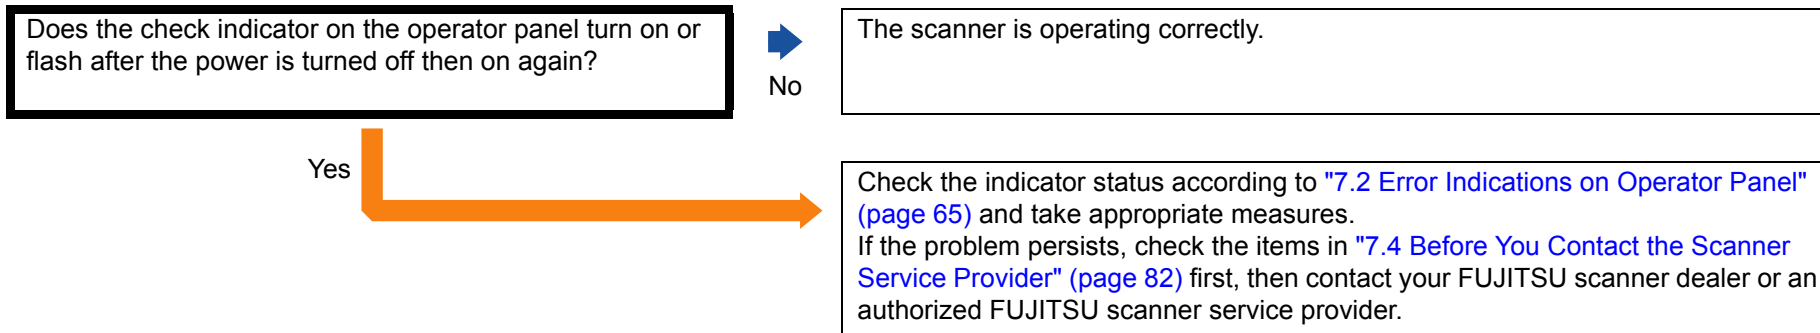 Does the check indicator on the operator panel turn on or
flash after the power is turned off then on again?
No
The scanner is operating correctly.
Yes
Check the indicator status according to "7.2 Error Indications on Operator Panel"
(page 65) and take appropriate measures.
If the problem persists, check the items in "7.4 Before You Contact the Scanner
Service Provider" (page 82) first, then contact your FUJITSU scanner dealer or an
authorized FUJITSU scanner service provider.